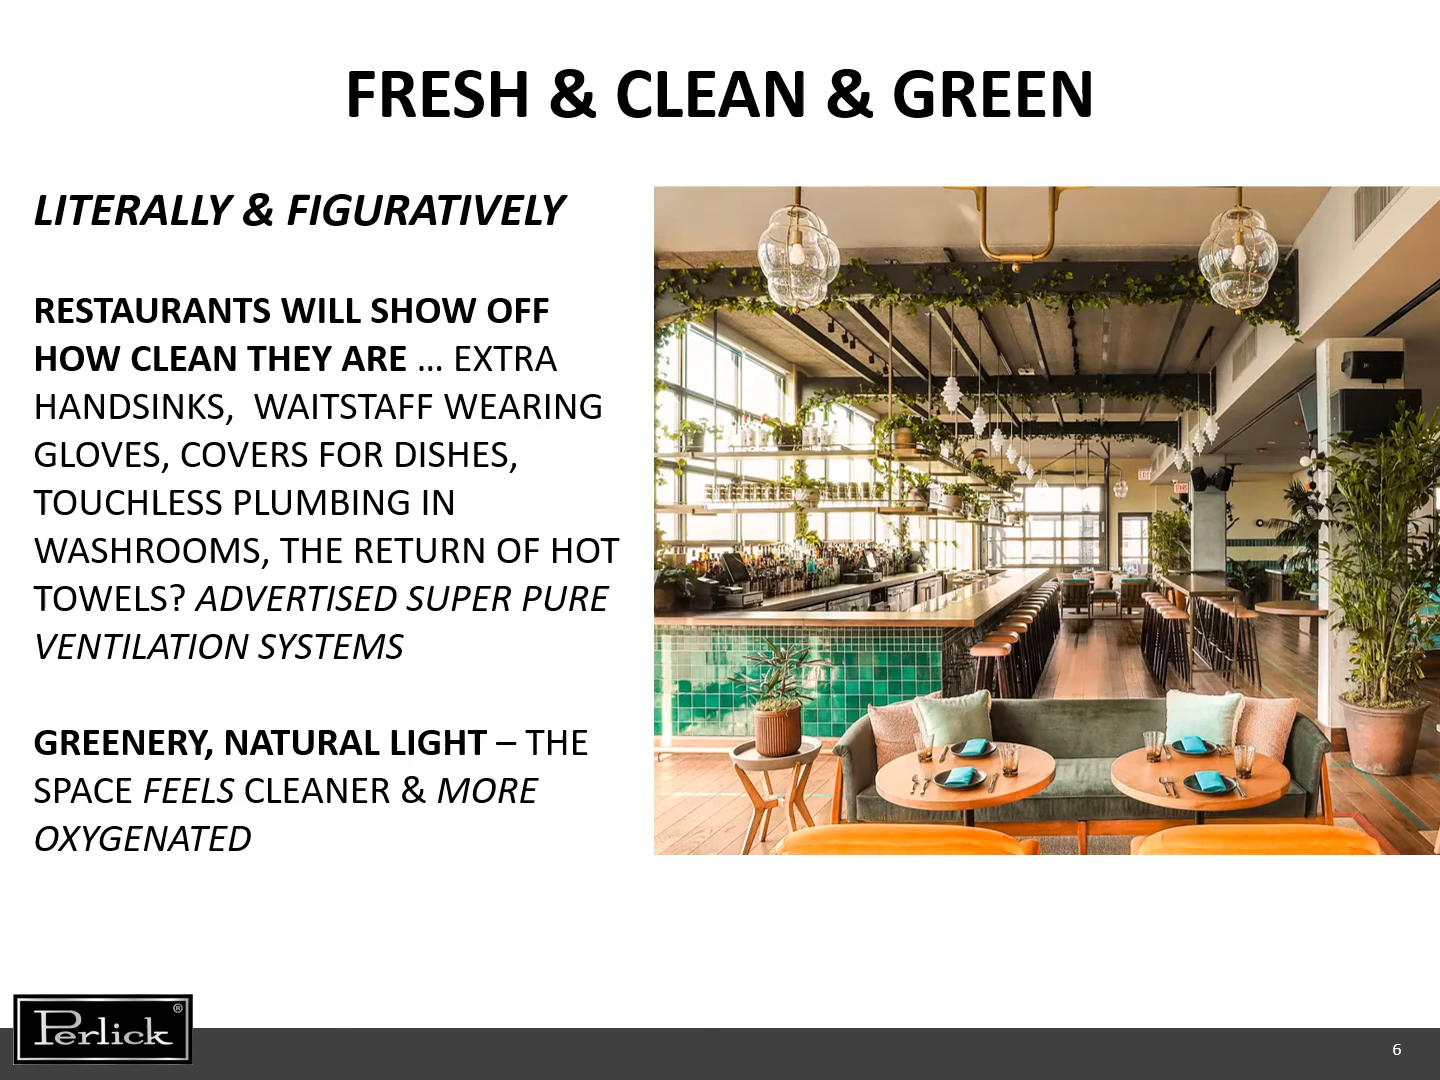 FRESH & CLEAN & GREEN
LITERALLY & FIGURATIVELY
RESTAURANTS WILL SHOW OFF
HOW CLEAN THEY ARE … EXTRA
HANDSINKS,  WAITSTAFF WEARING
GLOVES, COVERS FOR DISHES,
TOUCHLESS PLUMBING IN
WASHROOMS, THE RETURN OF HOT
TOWELS? ADVERTISED SUPER PURE
VENTILATION SYSTEMS
GREENERY, NATURAL LIGHT – THE
SPACE FEELS CLEANER & MORE
OXYGENATED
EXIT
Perlick®
6